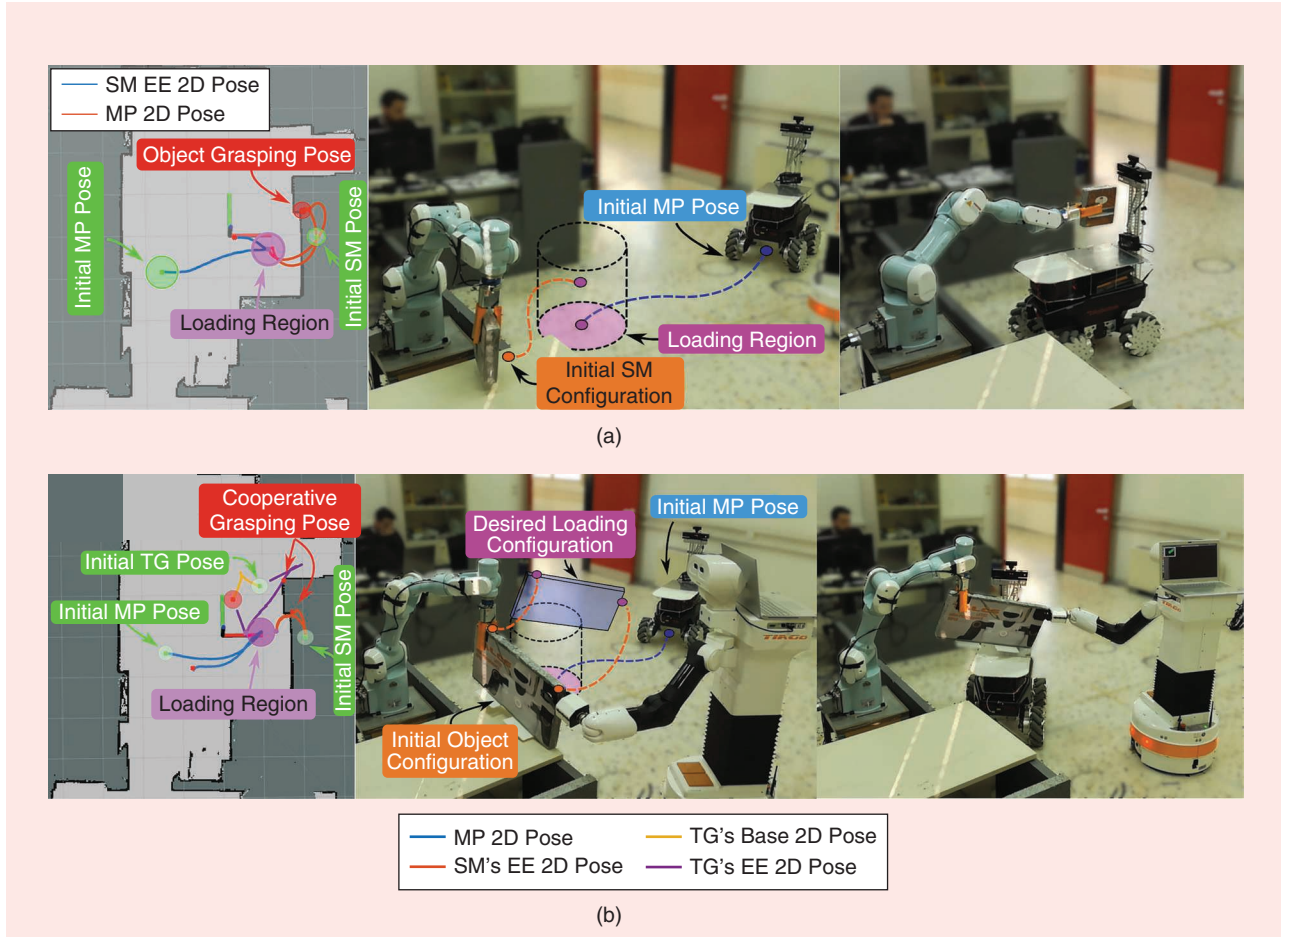 SM EE 2D Pose
MP 2D Pose
Object Grasping Pose
Initial MP Pose
Initial SM Pose
Loading Region
Initial MP Pose
Loading Region
Initial SM
Configuration
(a)
Cooperative
Grasping Pose
Initial TG Pose
Initial MP Pose
Initial SM Pose
Loading Region
Desired Loading
Configuration
Initial MP Pose
TIAGo
Initial Object
Configuration
MP 2D Pose
TG's Base 2D Pose
SM's EE 2D Pose
TG's EE 2D Pose
(b)